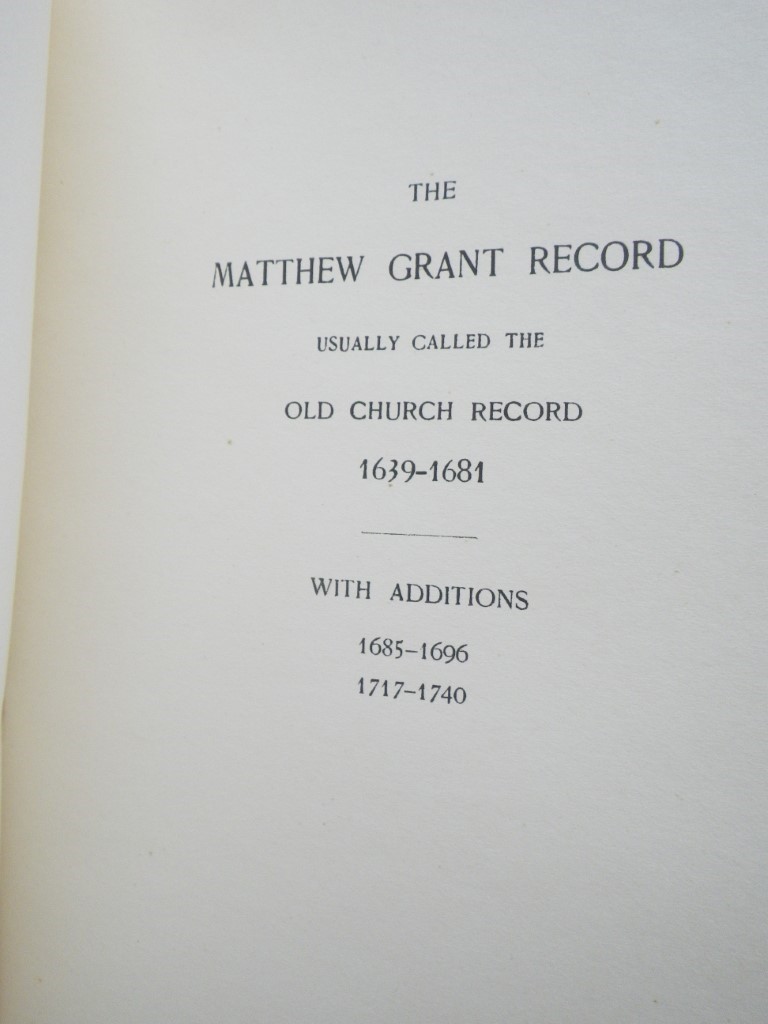 THE
MATTHEW GRANT RECORD
USUALLY CALLED THE
OLD CHURCH RECORD
1639-1681
WITH ADDITIONS
1685-1696
1717-1740